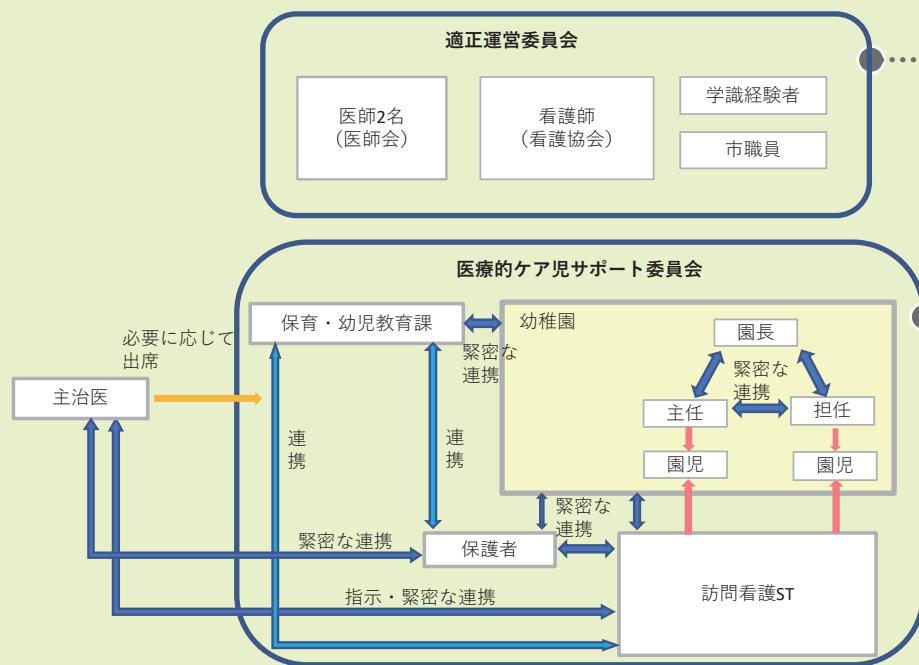 適正運営委員会
医師2名
（医師会）
看護師
（看護協会）
学識経験者
市職員
医療的ケア児サポート委員会
保育・幼児教育課
幼稚園
園長
必要に応じて
出席
緊密な
連携
緊密な
連携
主治医
主任
担任
連
携
連
携
園児
園児
緊密な
連携
緊密な連携
保護者
訪問看護ST
指示・緊密な連携